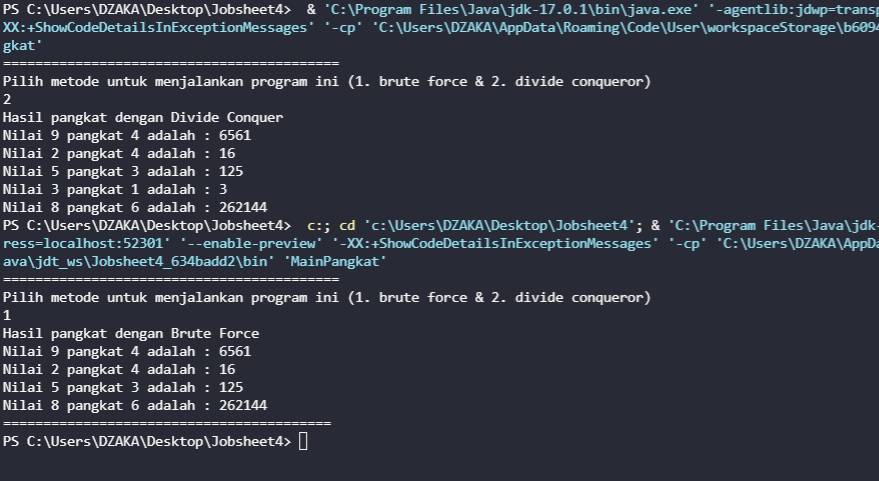 PS C:\Users\DZAKA\Desktop\Jobsheet4>  & 'C:\Program Files\Java\jdk-17.0.1\bin\java.exe' '-agentlib:jdwp=transp
XX:+ShowCodeDetailsInExceptionMessages' '-cp' 'C:\Users\DZAKA\AppData\Roaming\Code\User\workspaceStorage\b6094
gkat'
==========================================
Pilih metode untuk menjalankan program ini (1. brute force & 2. divide conqueror)
2
Hasil pangkat dengan Divide Conquer
Nilai 9 pangkat 4 adalah : 6561
Nilai 2 pangkat 4 adalah : 16
Nilai 5 pangkat 3 adalah : 125
Nilai 3 pangkat 1 adalah : 3
Nilai 8 pangkat 6 adalah : 262144
PS C:\Users\DZAKA\Desktop\Jobsheet4>  c:; cd 'c:\Users\DZAKA\Desktop\Jobsheet4'; & 'C:\Program Files\Java\jdk-
ress=localhost:52301' '--enable-preview' '-XX:+ShowCodeDetailsInExceptionMessages' '-cp' 'C:\Users\DZAKA\AppDa
ava\jdt_ws\Jobsheet4_634badd2\bin' 'MainPangkat'
==========================================
Pilih metode untuk menjalankan program ini (1. brute force & 2. divide conqueror)
1
Hasil pangkat dengan Brute Force
Nilai 9 pangkat 4 adalah : 6561
Nilai 2 pangkat 4 adalah : 16
Nilai 5 pangkat 3 adalah : 125
Nilai 8 pangkat 6 adalah : 262144
=========================================
PS C:\Users\DZAKA\Desktop\Jobsheet4>